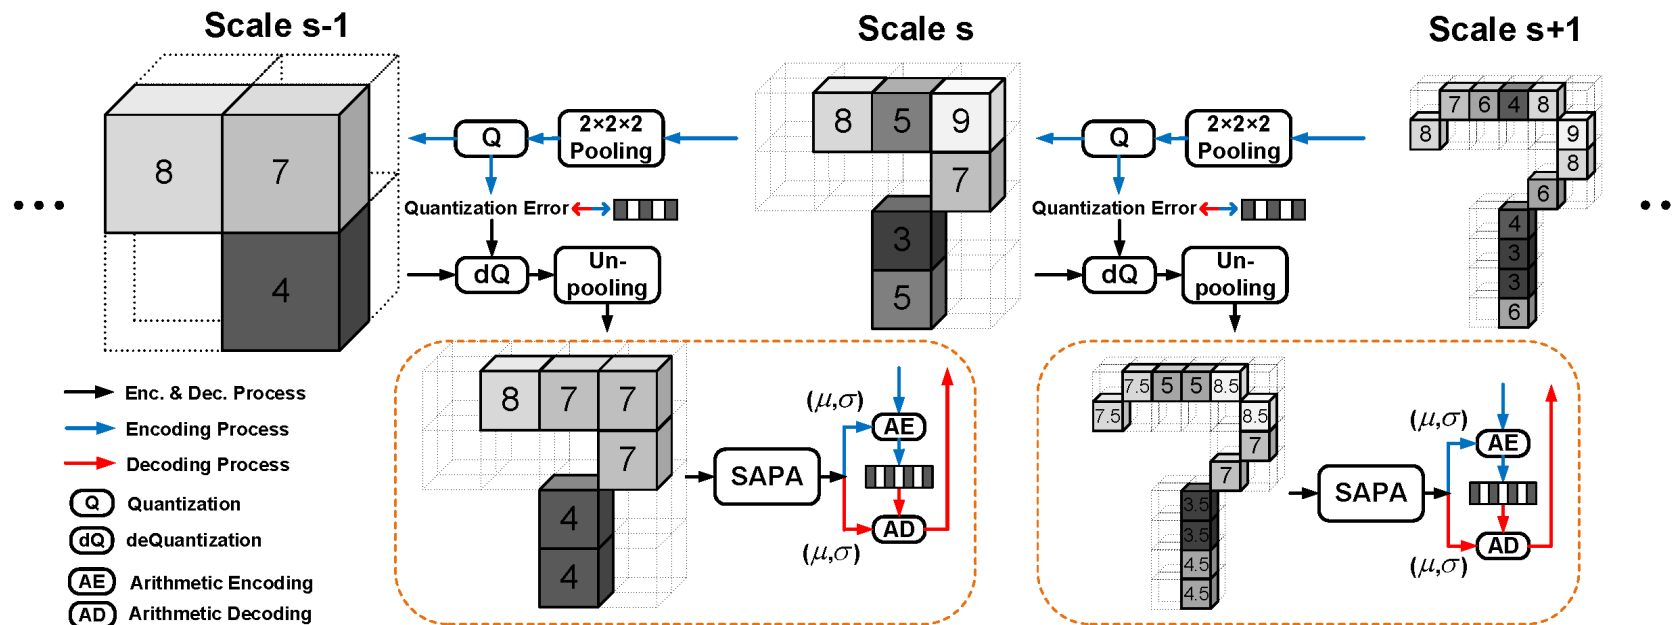 Scale s-1
Scale s
Scale s+1
8
7
4
Q
2×2×2
Pooling
Quantization Error
dQ
Un-
pooling
8
5
9
7
3
5
Q
2×2×2
Pooling
Quantization Error
dQ
Un-
pooling
7
6
4
8
8
9
8
6
4
3
3
6
Enc. & Dec. Process
Encoding Process
Decoding Process
Q
Quantization
dQ
deQuantization
AE
Arithmetic Encoding
AD
Arithmetic Decoding
8
7
7
7
4
4
SAPA
(μ,σ)
AE
AD
(μ,σ)
7.5
5
5
8.5
7.5
8.5
7
7
3.5
3.5
4.5
4.5
SAPA
(μ,σ)
AE
AD
(μ,σ)